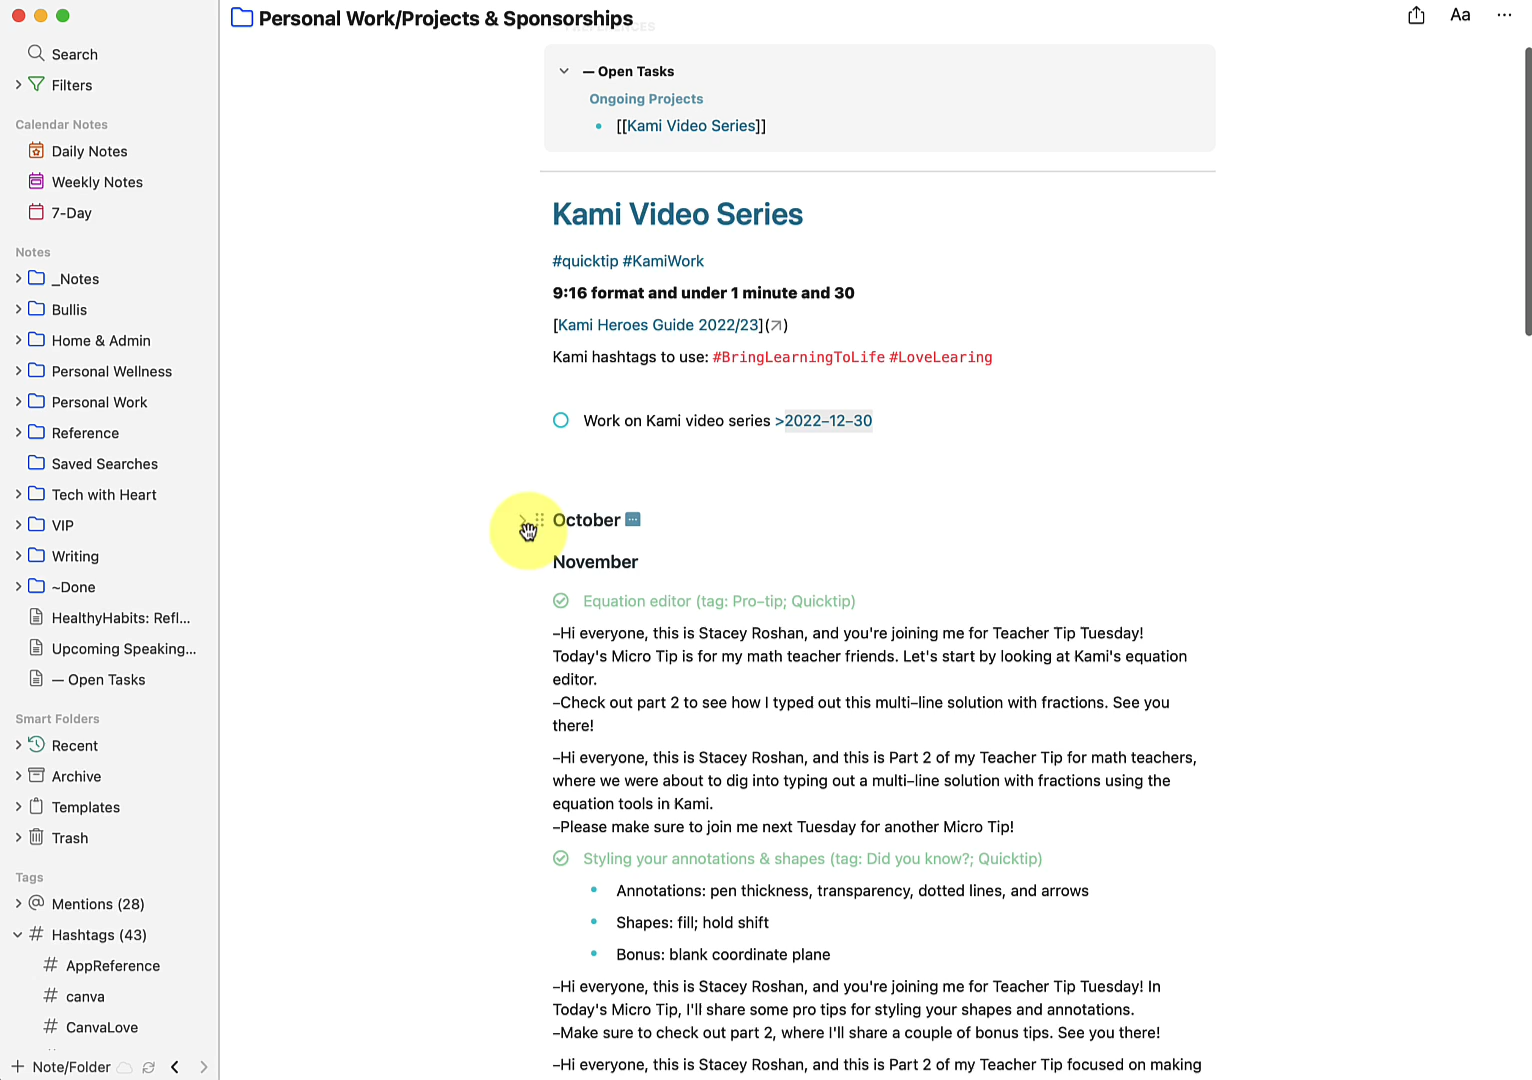 Personal Work/Projects & Sponsorships
Aa
Search
Filters
Calendar Notes
Daily Notes
Weekly Notes
7-Day
Notes
_Notes
Bullis
Home & Admin
Personal Wellness
Personal Work
Reference
Saved Searches
Tech with Heart
VIP
Writing
~Done
HealthyHabits: Refl...
Upcoming Speaking...
— Open Tasks
Smart Folders
Recent
Archive
Templates
Trash
Tags
Mentions (28)
Hashtags (43)
AppReference
canva
CanvaLove
Note/Folder
— Open Tasks
Ongoing Projects
[[Kami Video Series]]
Kami Video Series
#quicktip #KamiWork
9:16 format and under 1 minute and 30
[Kami Heroes Guide 2022/23](↗)
Kami hashtags to use: #BringLearningToLife #LoveLearing
Work on Kami video series >2022-12-30
October
November
Equation editor (tag: Pro-tip; Quicktip)
-Hi everyone, this is Stacey Roshan, and you're joining me for Teacher Tip Tuesday!
Today's Micro Tip is for my math teacher friends. Let's start by looking at Kami's equation
editor.
-Check out part 2 to see how I typed out this multi-line solution with fractions. See you
there!
-Hi everyone, this is Stacey Roshan, and this is Part 2 of my Teacher Tip for math teachers,
where we were about to dig into typing out a multi-line solution with fractions using the
equation tools in Kami.
-Please make sure to join me next Tuesday for another Micro Tip!
Styling your annotations & shapes (tag: Did you know?; Quicktip)
Annotations: pen thickness, transparency, dotted lines, and arrows
Shapes: fill; hold shift
Bonus: blank coordinate plane
-Hi everyone, this is Stacey Roshan, and you're joining me for Teacher Tip Tuesday! In
Today's Micro Tip, I'll share some pro tips for styling your shapes and annotations.
-Make sure to check out part 2, where I'll share a couple of bonus tips. See you there!
-Hi everyone, this is Stacey Roshan, and this is Part 2 of my Teacher Tip focused on making